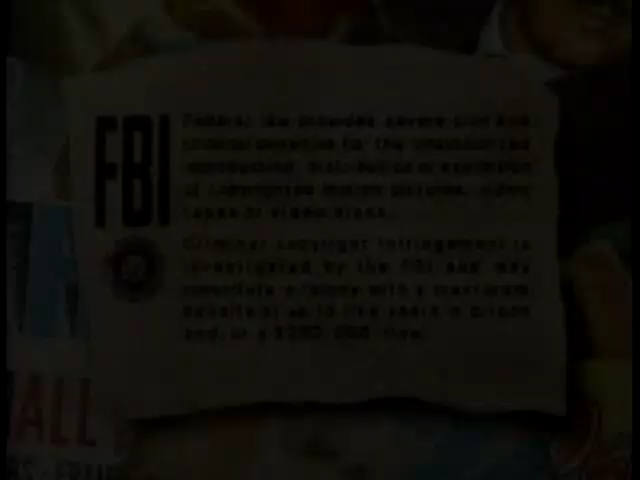 FBI
Federal law provides severe civil and
criminal penalties for the unauthorized
reproduction, distribution or exhibition
of copyrighted motion pictures, video
tapes or video discs.
Criminal copyright infringement is
investigated by the FBI and may
constitute a felony with a maximum
penalty of up to five years in prison
and/or a $250,000 fine.
ALL